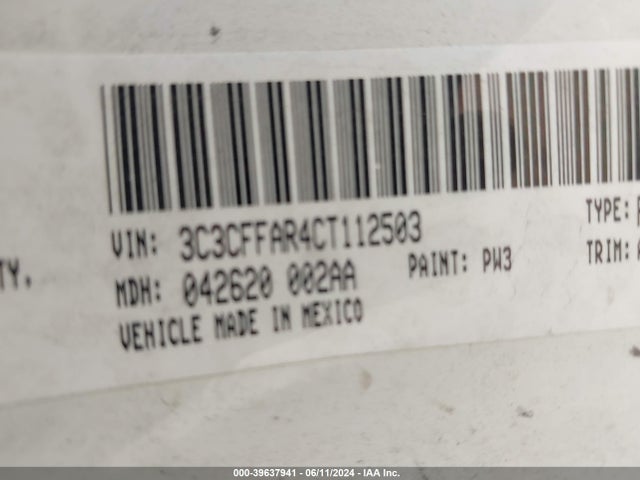 VIN: 3C3CFFAR4CT112503
TYPE:
TY.
MDH: 042620 002AA
PAINT: PW3
TRIM:
VEHICLE MADE IN MEXICO
000-39637941 - 06/11/2024 - IAA Inc.